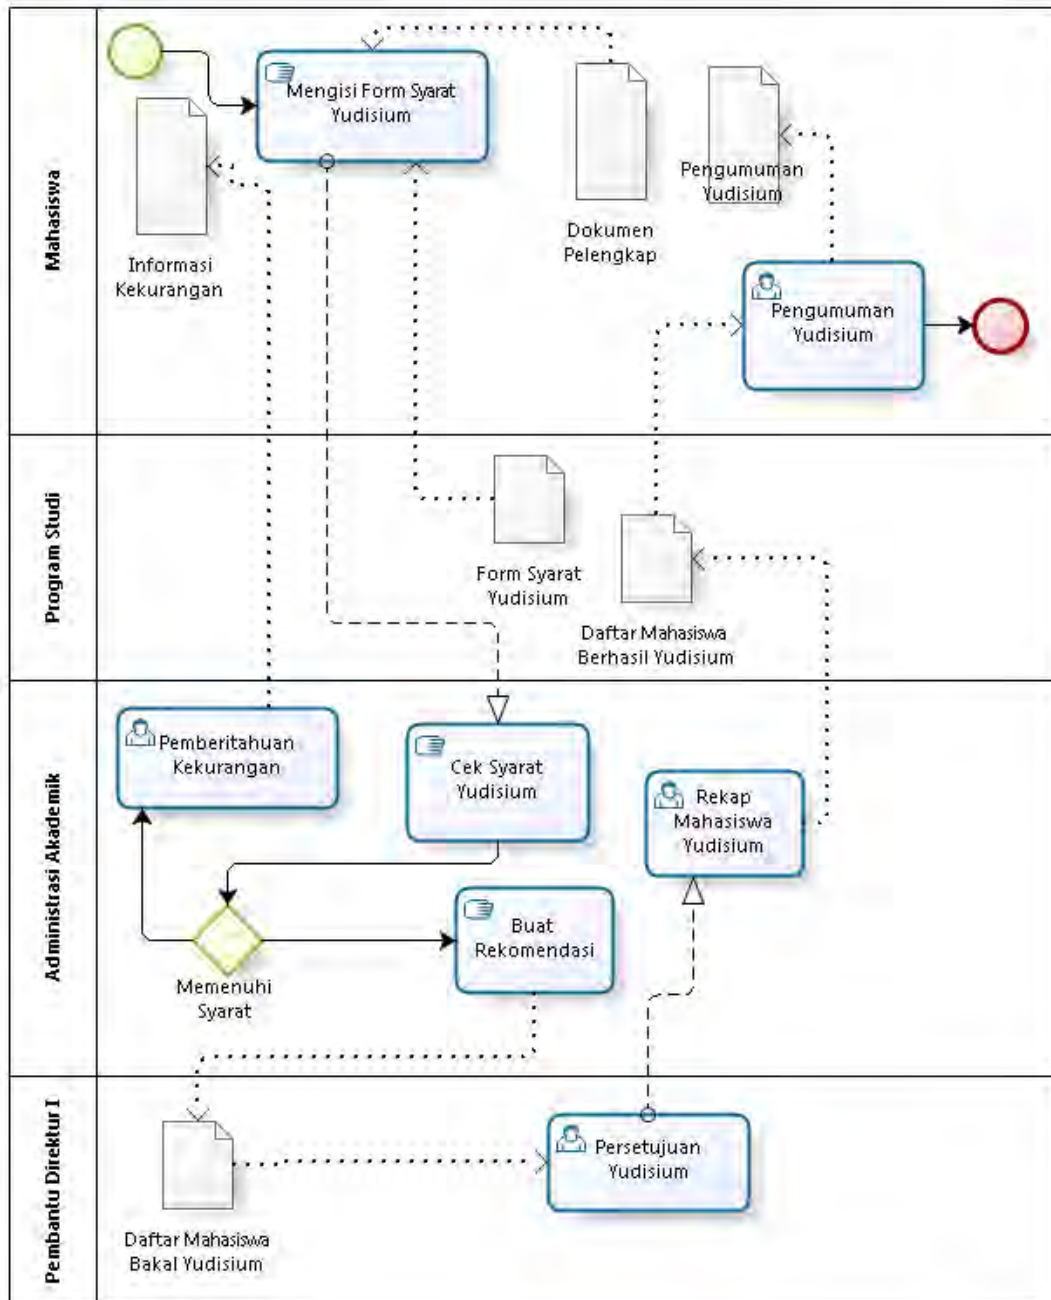 Mahasiswa
Mengisi Form Syarat
Yudisium
Informasi
Kekurangan
Dokumen
Pelengkap
Pengumuman
Yudisium
Pengumuman
Yudisium
Program Studi
Form Syarat
Yudisium
Daftar Mahasiswa
Berhasil Yudisium
Administrasi Akademik
Pemberitahuan
Kekurangan
Cek Syarat
Yudisium
Rekap
Mahasiswa
Yudisium
Buat
Rekomendasi
Memenuhi
Syarat
Pembantu Direktur I
Persetujuan
Yudisium
Daftar Mahasiswa
Bakal Yudisium